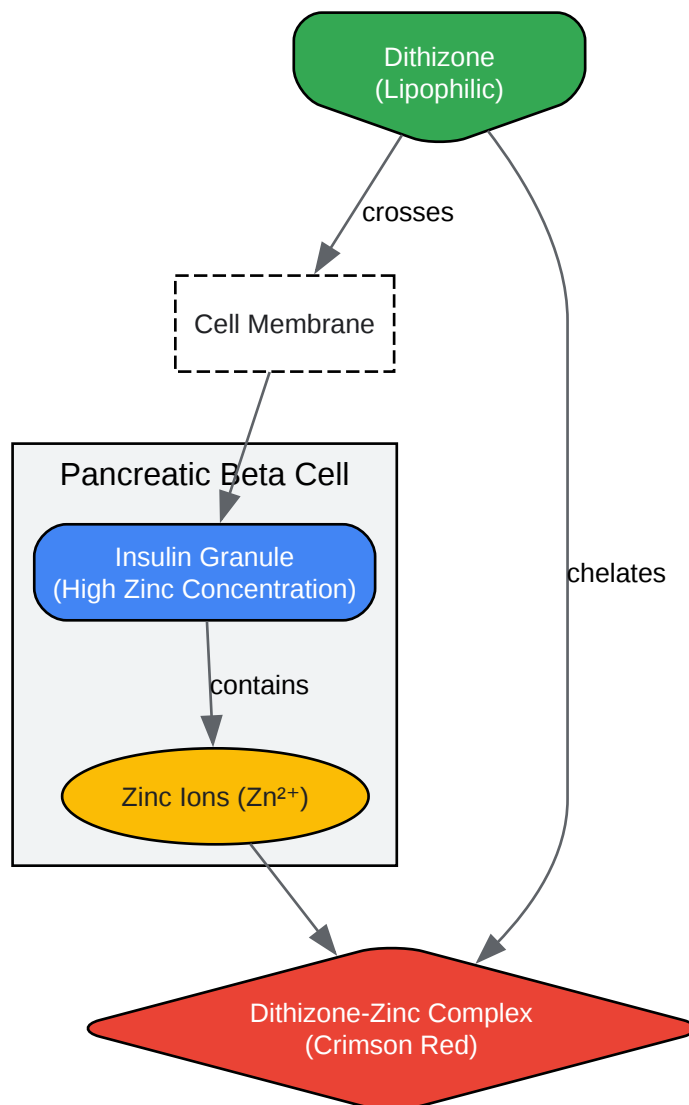 Dithizone
(Lipophilic)
crosses
Cell Membrane
Pancreatic Beta Cell
Insulin Granule
(High Zinc Concentration)
chelates
contains
Zinc Ions (Zn²⁺)
Dithizone-Zinc Complex
(Crimson Red)